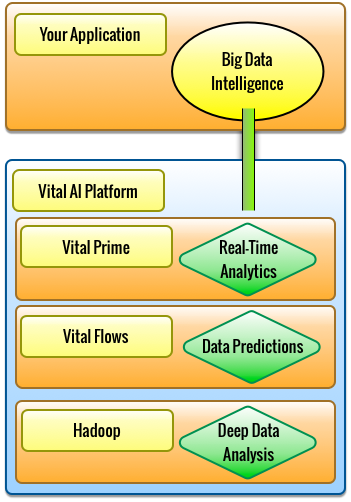 Your Application
Big Data
Intelligence
Vital AI Platform
Vital Prime
Real-Time
Analytics
Vital Flows
Data Predictions
Hadoop
Deep Data
Analysis